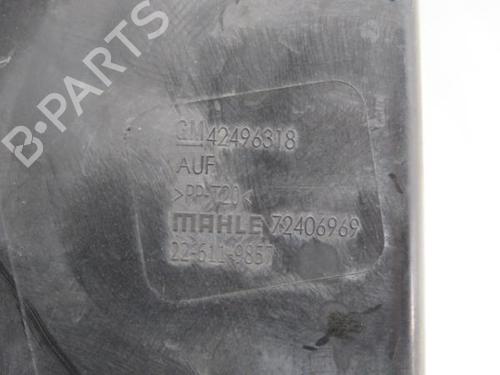 B-PARTS
GM 42496318
AUF
>PP-T20<
MAHLE 72406969
22-611-9857